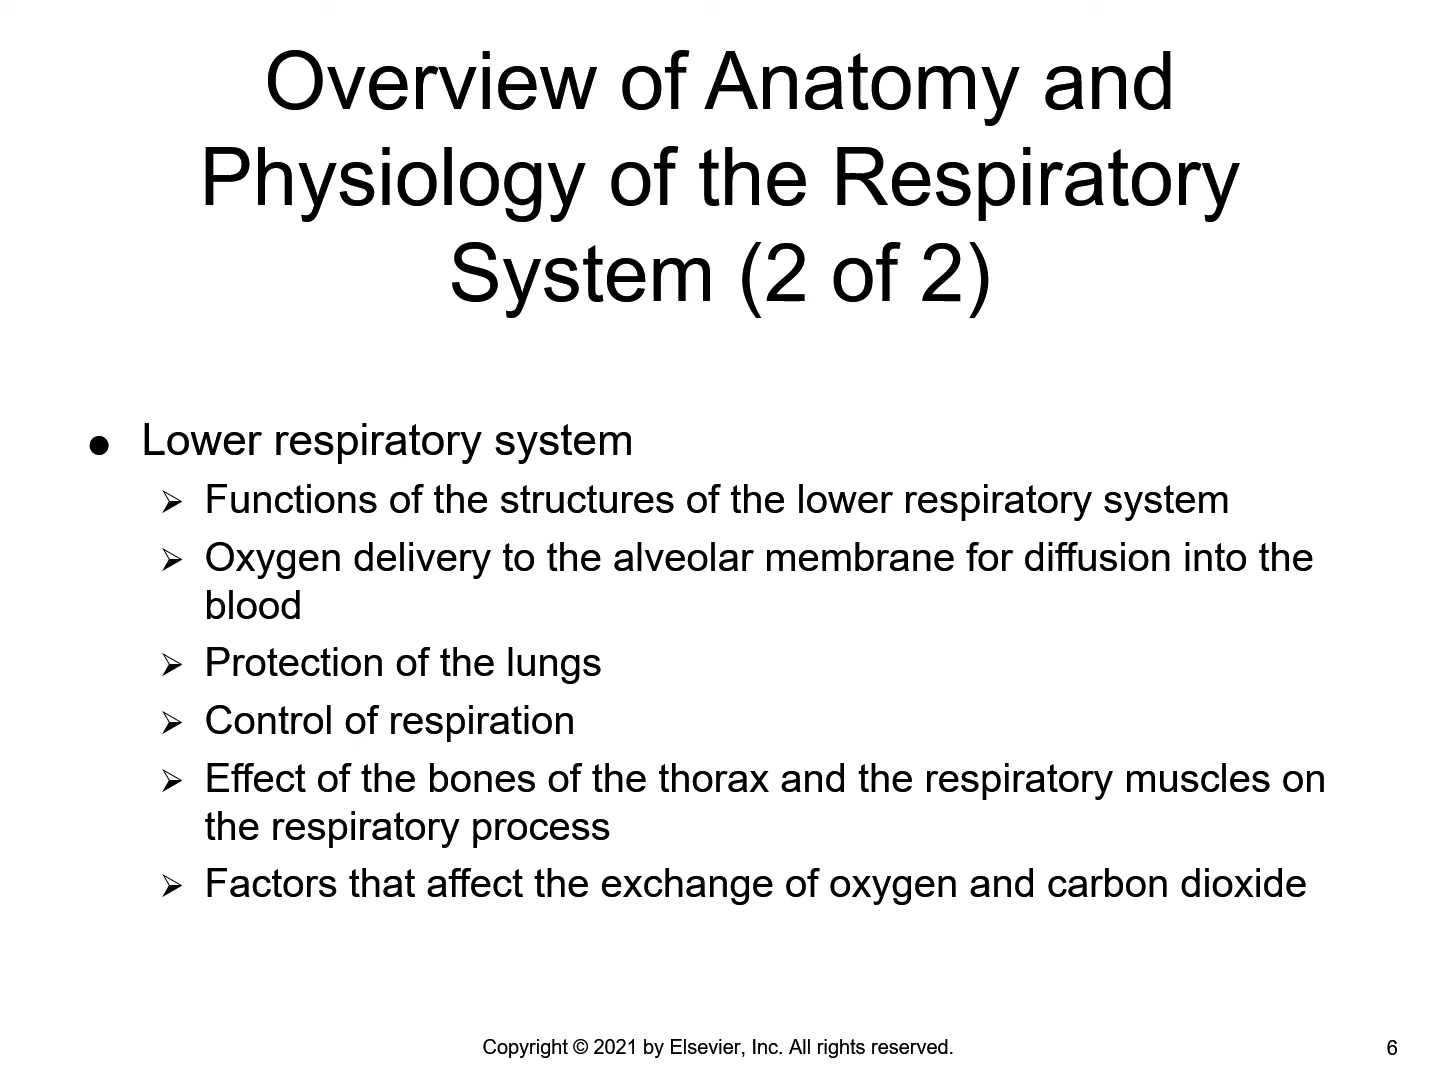 Overview of Anatomy and
Physiology of the Respiratory
System (2 of 2)
● Lower respiratory system
➢ Functions of the structures of the lower respiratory system
➢ Oxygen delivery to the alveolar membrane for diffusion into the
blood
➢ Protection of the lungs
➢ Control of respiration
➢ Effect of the bones of the thorax and the respiratory muscles on
the respiratory process
➢ Factors that affect the exchange of oxygen and carbon dioxide
Copyright © 2021 by Elsevier, Inc. All rights reserved.
6